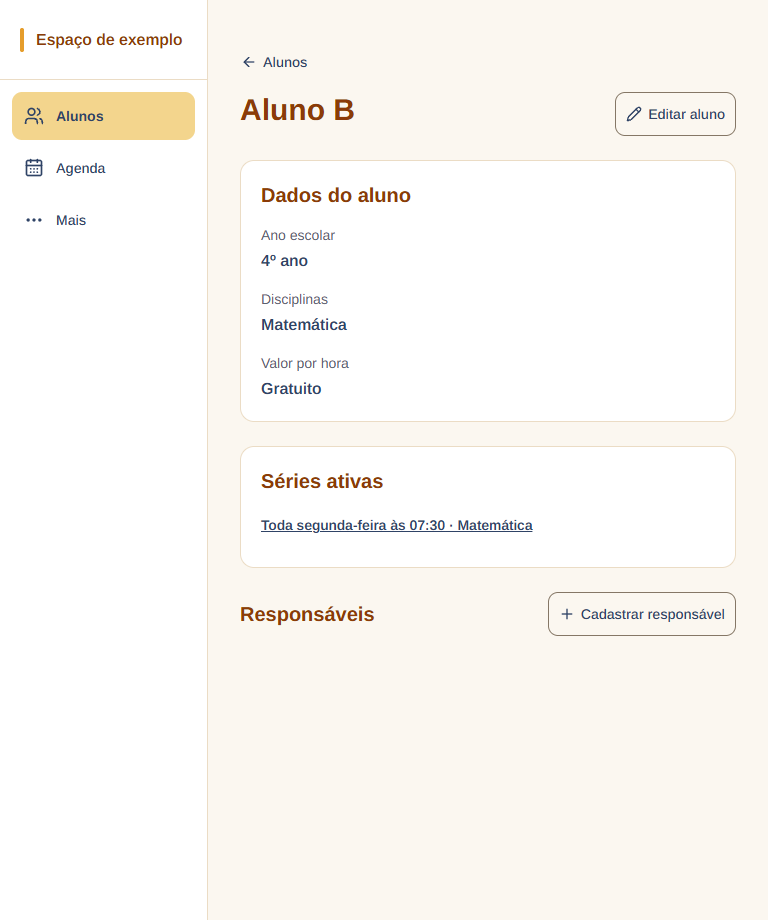 Espaço de exemplo
Alunos
Agenda
Mais
Alunos
Aluno B
Editar aluno
Dados do aluno
Ano escolar
4º ano
Disciplinas
Matemática
Valor por hora
Gratuito
Séries ativas
Toda segunda-feira às 07:30 · Matemática
Responsáveis
Cadastrar responsável